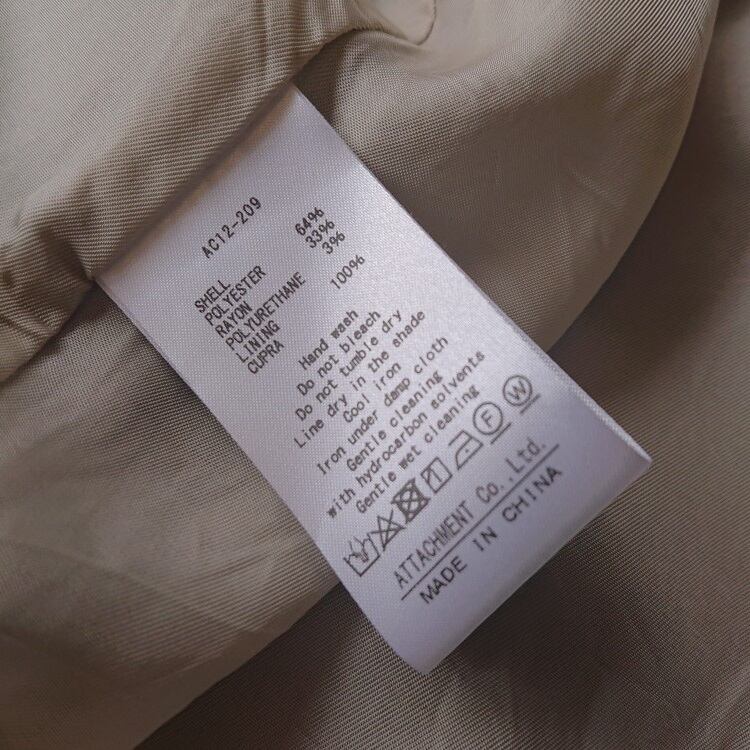 AC12-209
SHELL
POLYESTER 64%
RAYON 33%
POLYURETHANE 3%
LINING
CUPRA 100%
Hand wash
Do not bleach
Do not tumble dry
Line dry in the shade
Cool iron
Iron under damp cloth
Gentle cleaning
with hydrocarbon solvents
Gentle wet cleaning
F W
ATTACHMENT Co.,Ltd.
MADE IN CHINA